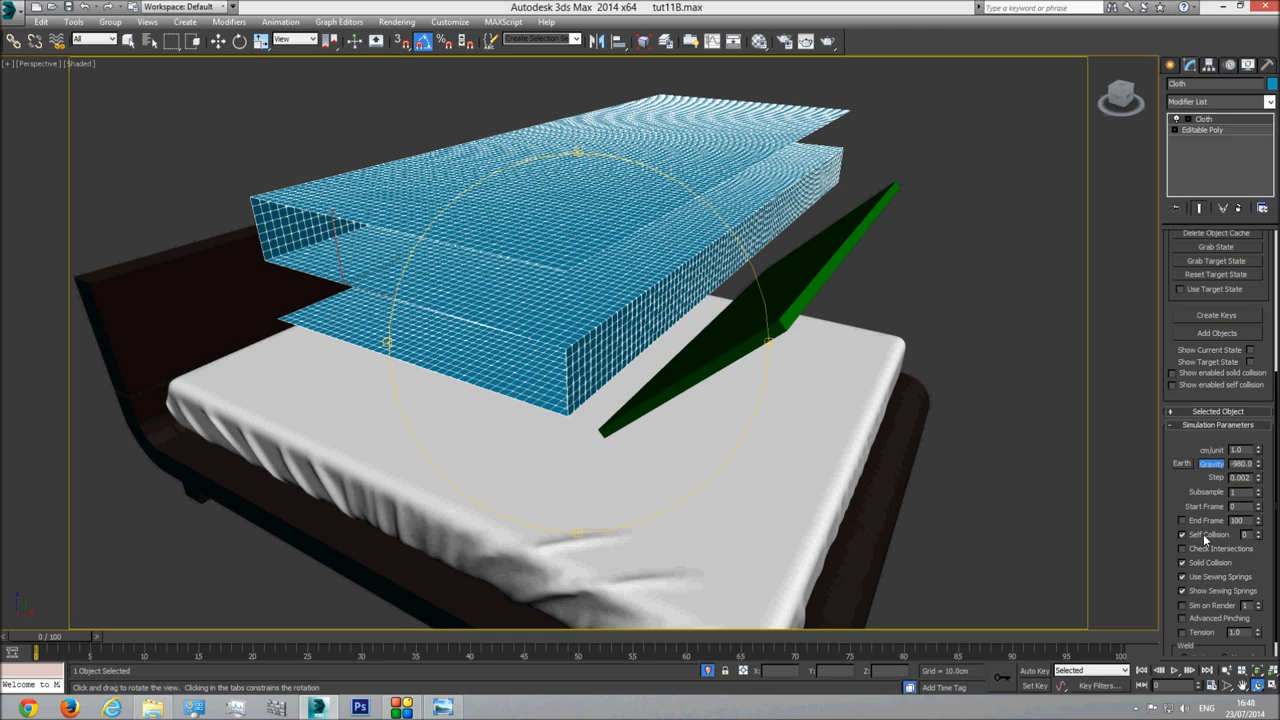 Workspace: Default
Autodesk 3ds Max 2014 x64    tut11B.max
Type a keyword or phrase
Edit Tools Group Views Create Modifiers Animation Graph Editors Rendering Customize MAXScript Help
All
View
Create Selection Se
[+] [Perspective] [Shaded]
Cloth
Modifier List
Cloth
Editable Poly
Delete Object Cache
Grab State
Grab Target State
Reset Target State
Use Target State
Create Keys
Add Objects
Show Current State
Show Target State
Show enabled solid collision
Show enabled self collision
+ Selected Object
- Simulation Parameters
cm/unit 1.0
Earth Gravity -980.0
Step 0.002
Subsample 1
Start Frame 0
End Frame 100
Self Collision 0
Check Intersections
Solid Collision
Use Sewing Springs
Show Sewing Springs
Sim on Render 1
Advanced Pinching
Tension 1.0
Weld
0 / 100
0 5 10 15 20 25 30 35 40 45 50 55 60 65 70 75 80 85 90 95 100
1 Object Selected
X: Y: Z: Grid = 10.0cm
Auto Key Selected
Welcome to M
Click and drag to rotate the view. Clicking in the tabs constrains the rotation
Add Time Tag
Set Key Key Filters... 0
Ps
ENG
16:48
23/07/2014